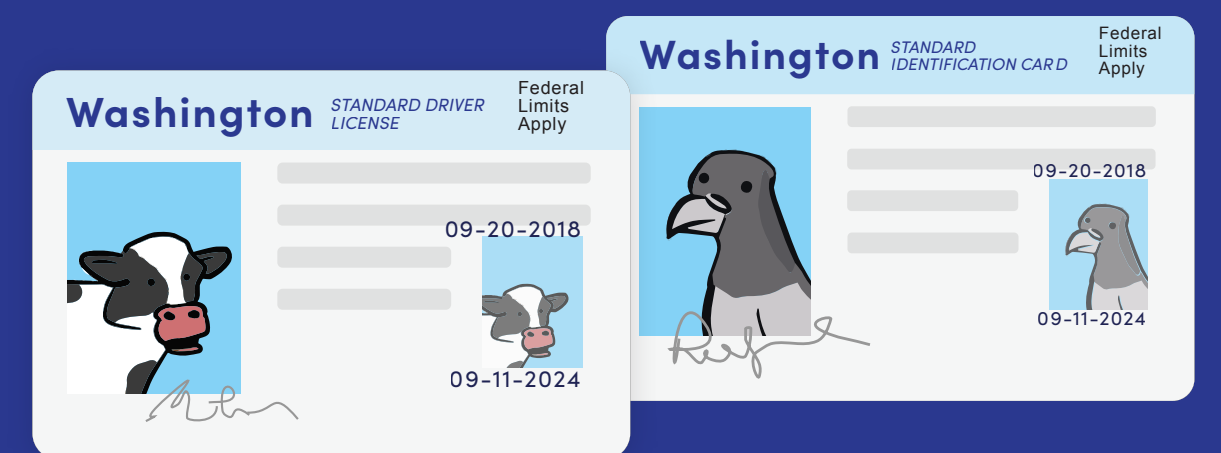 Washington
STANDARD DRIVER
LICENSE
Federal
Limits
Apply
09-20-2018
09-11-2024
Washington
STANDARD
IDENTIFICATION CARD
Federal
Limits
Apply
09-20-2018
09-11-2024